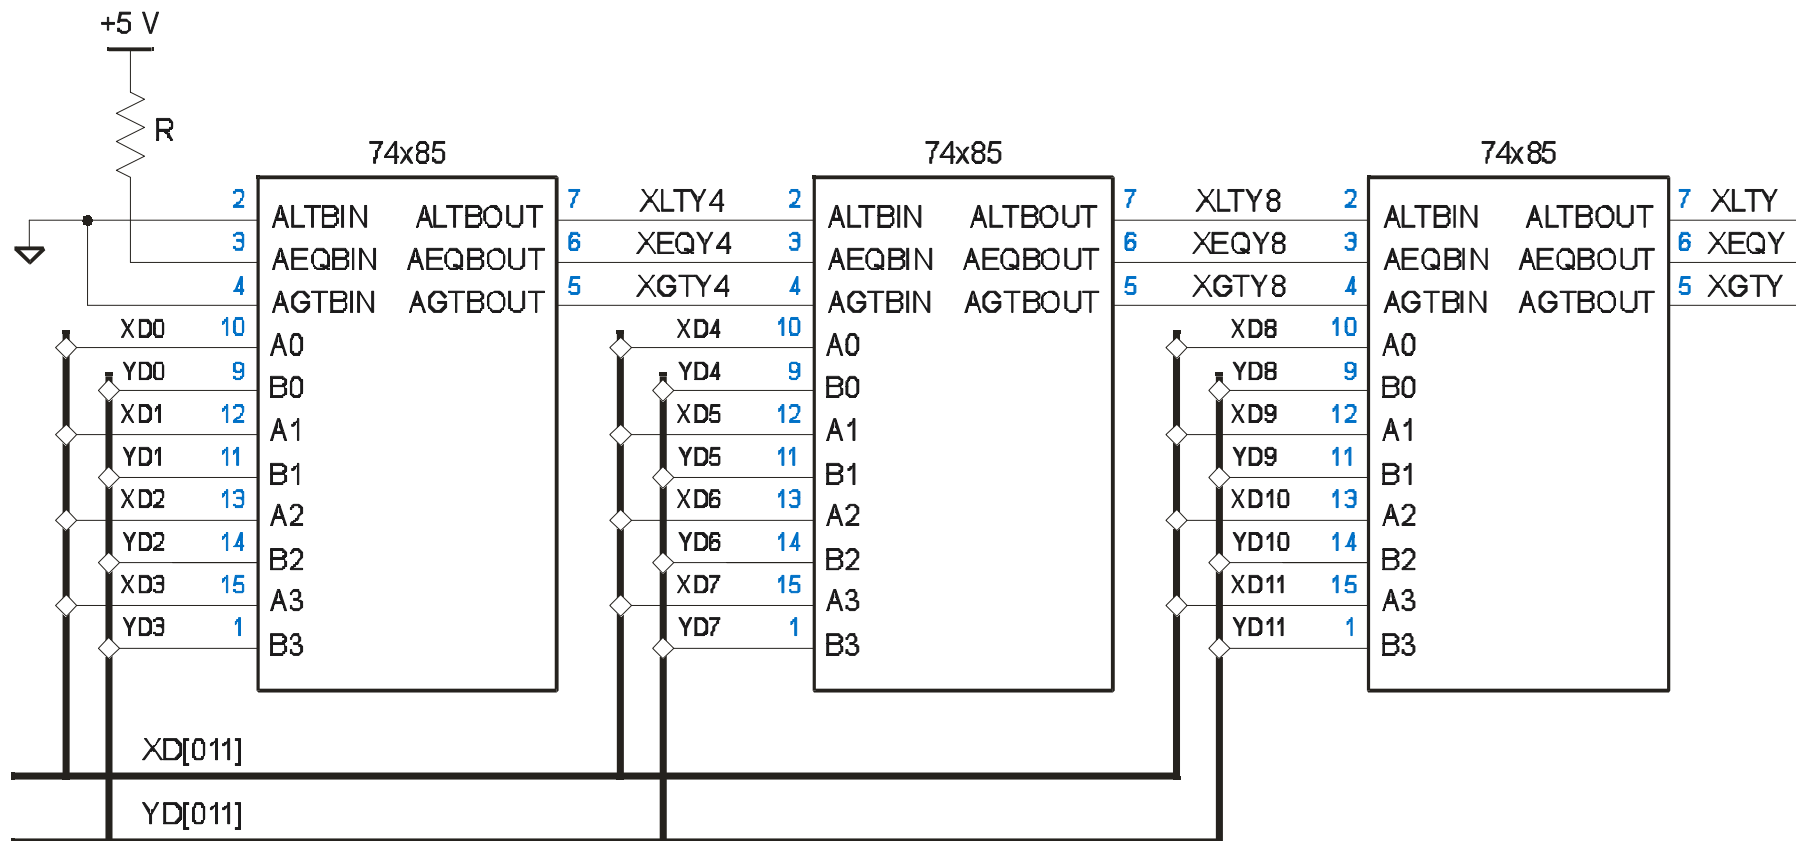 +5 V
R
74x85 74x85 74x85
2 ALTBIN ALTBOUT 7 XLTY4 2 ALTBIN ALTBOUT 7 XLTY8 2 ALTBIN ALTBOUT 7 XLTY
3 AEQBIN AEQBOUT 6 XEQY4 3 AEQBIN AEQBOUT 6 XEQY8 3 AEQBIN AEQBOUT 6 XEQY
4 AGTBIN AGTBOUT 5 XGTY4 4 AGTBIN AGTBOUT 5 XGTY8 4 AGTBIN AGTBOUT 5 XGTY
XD0 10 A0 XD4 10 A0 XD8 10 A0
YD0 9 B0 YD4 9 B0 YD8 9 B0
XD1 12 A1 XD5 12 A1 XD9 12 A1
YD1 11 B1 YD5 11 B1 YD9 11 B1
XD2 13 A2 XD6 13 A2 XD10 13 A2
YD2 14 B2 YD6 14 B2 YD10 14 B2
XD3 15 A3 XD7 15 A3 XD11 15 A3
YD3 1 B3 YD7 1 B3 YD11 1 B3
XD[011]
YD[011]